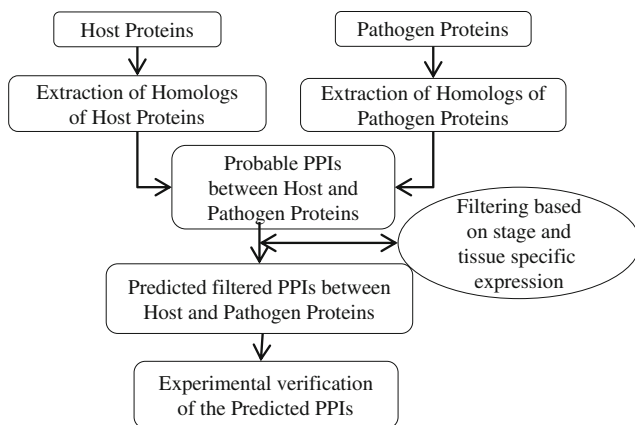 Host Proteins
Pathogen Proteins
Extraction of Homologs
of Host Proteins
Extraction of Homologs of
Pathogen Proteins
Probable PPIs
between Host and
Pathogen Proteins
Filtering based
on stage and
tissue specific
expression
Predicted filtered PPIs between
Host and Pathogen Proteins
Experimental verification
of the Predicted PPIs